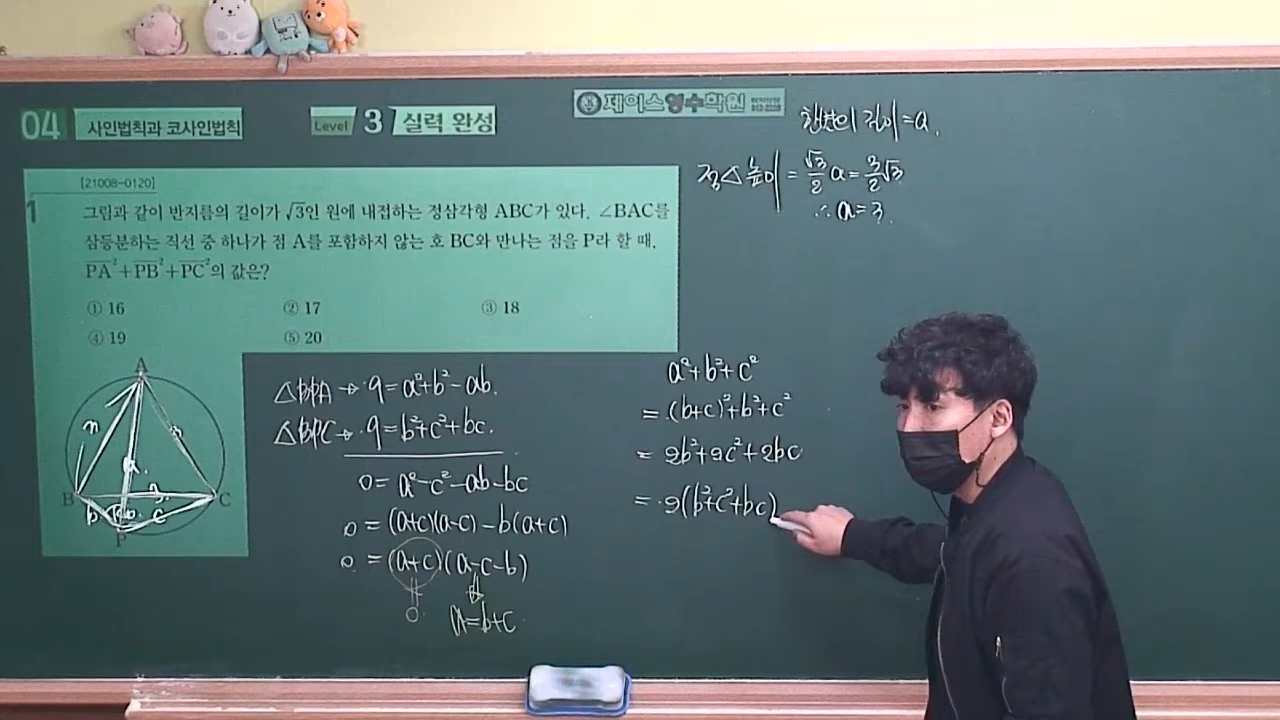 04 사인법칙과 코사인법칙 Level 3 실력 완성
제이스영수학원
[21008-0120]
1 그림과 같이 반지름의 길이가 √3인 원에 내접하는 정삼각형 ABC가 있다. ∠BAC를
삼등분하는 직선 중 하나가 점 A를 포함하지 않는 호 BC와 만나는 점을 P라 할 때,
PA²+PB²+PC²의 값은?
① 16 ② 17 ③ 18
④ 19 ⑤ 20
A
B
C
P
a
b
c
한변의 길이=a.
정△높이=√3/2 a=3/2√3
∴a=3.
△BPA→9=a²+b²-ab.
△BPC→9=b²+c²+bc.
0=a²-c²-ab-bc
0=(a+c)(a-c)-b(a+c)
0=(a+c)(a-c-b)
a=b+c
a²+b²+c²
=(b+c)²+b²+c²
=2b²+2c²+2bc
=2(b²+c²+bc)